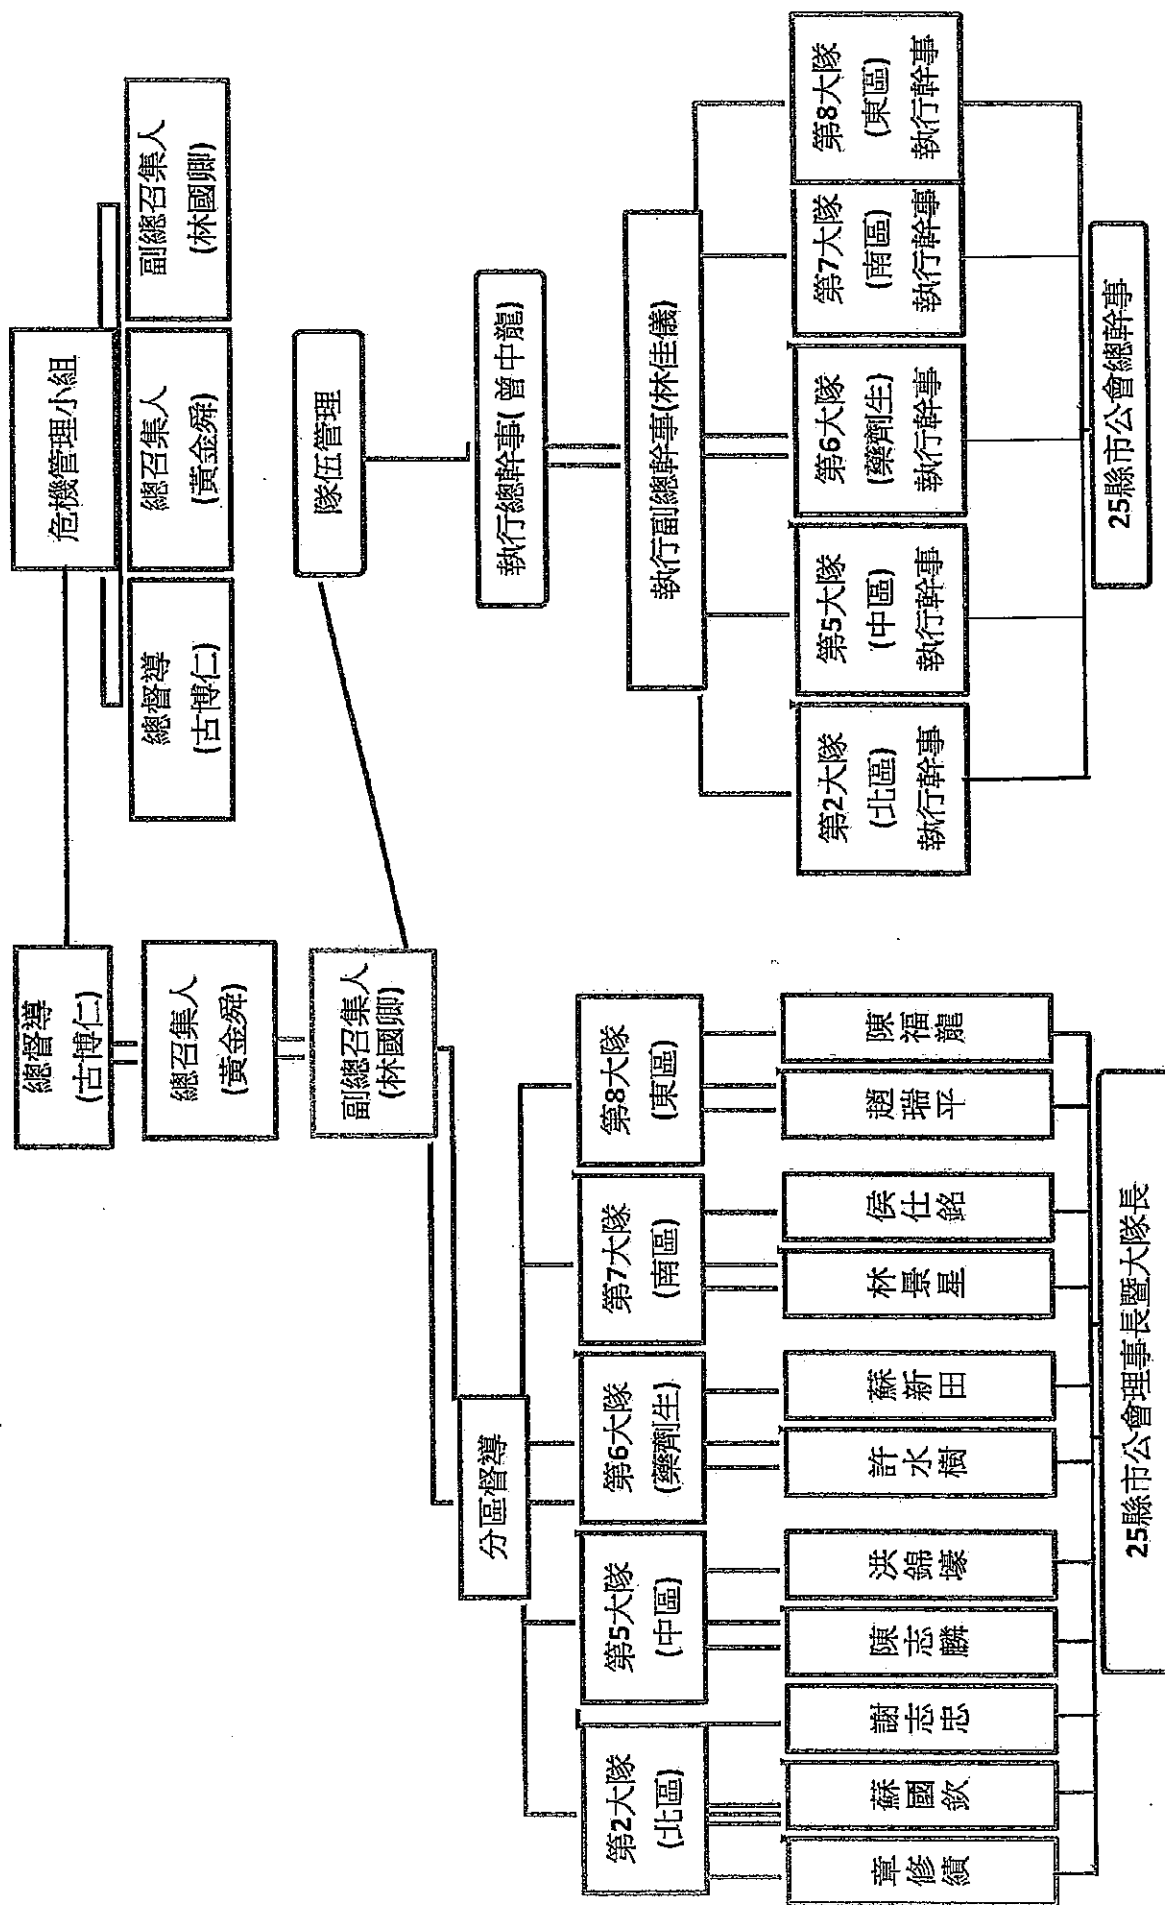 總督導
(古博仁)
總召集人
(黃金舜)
副總召集人
(林國卿)
分區督導
第2大隊
(北區)
第5大隊
(中區)
第6大隊
(藥劑生)
第7大隊
(南區)
第8大隊
(東區)
章修績
蘇國欽
謝志忠
陳志麟
洪錦壕
許水樹
蘇新田
林景星
侯仕銘
趙瑞平
陳福龍
25縣市公會理事長暨大隊長
危機管理小組
總督導
(古博仁)
總召集人
(黃金舜)
副總召集人
(林國卿)
隊伍管理
執行總幹事(曾中龍)
執行副總幹事(林佳儀)
第2大隊
(北區)
執行幹事
第5大隊
(中區)
執行幹事
第6大隊
(藥劑生)
執行幹事
第7大隊
(南區)
執行幹事
第8大隊
(東區)
執行幹事
25縣市公會總幹事